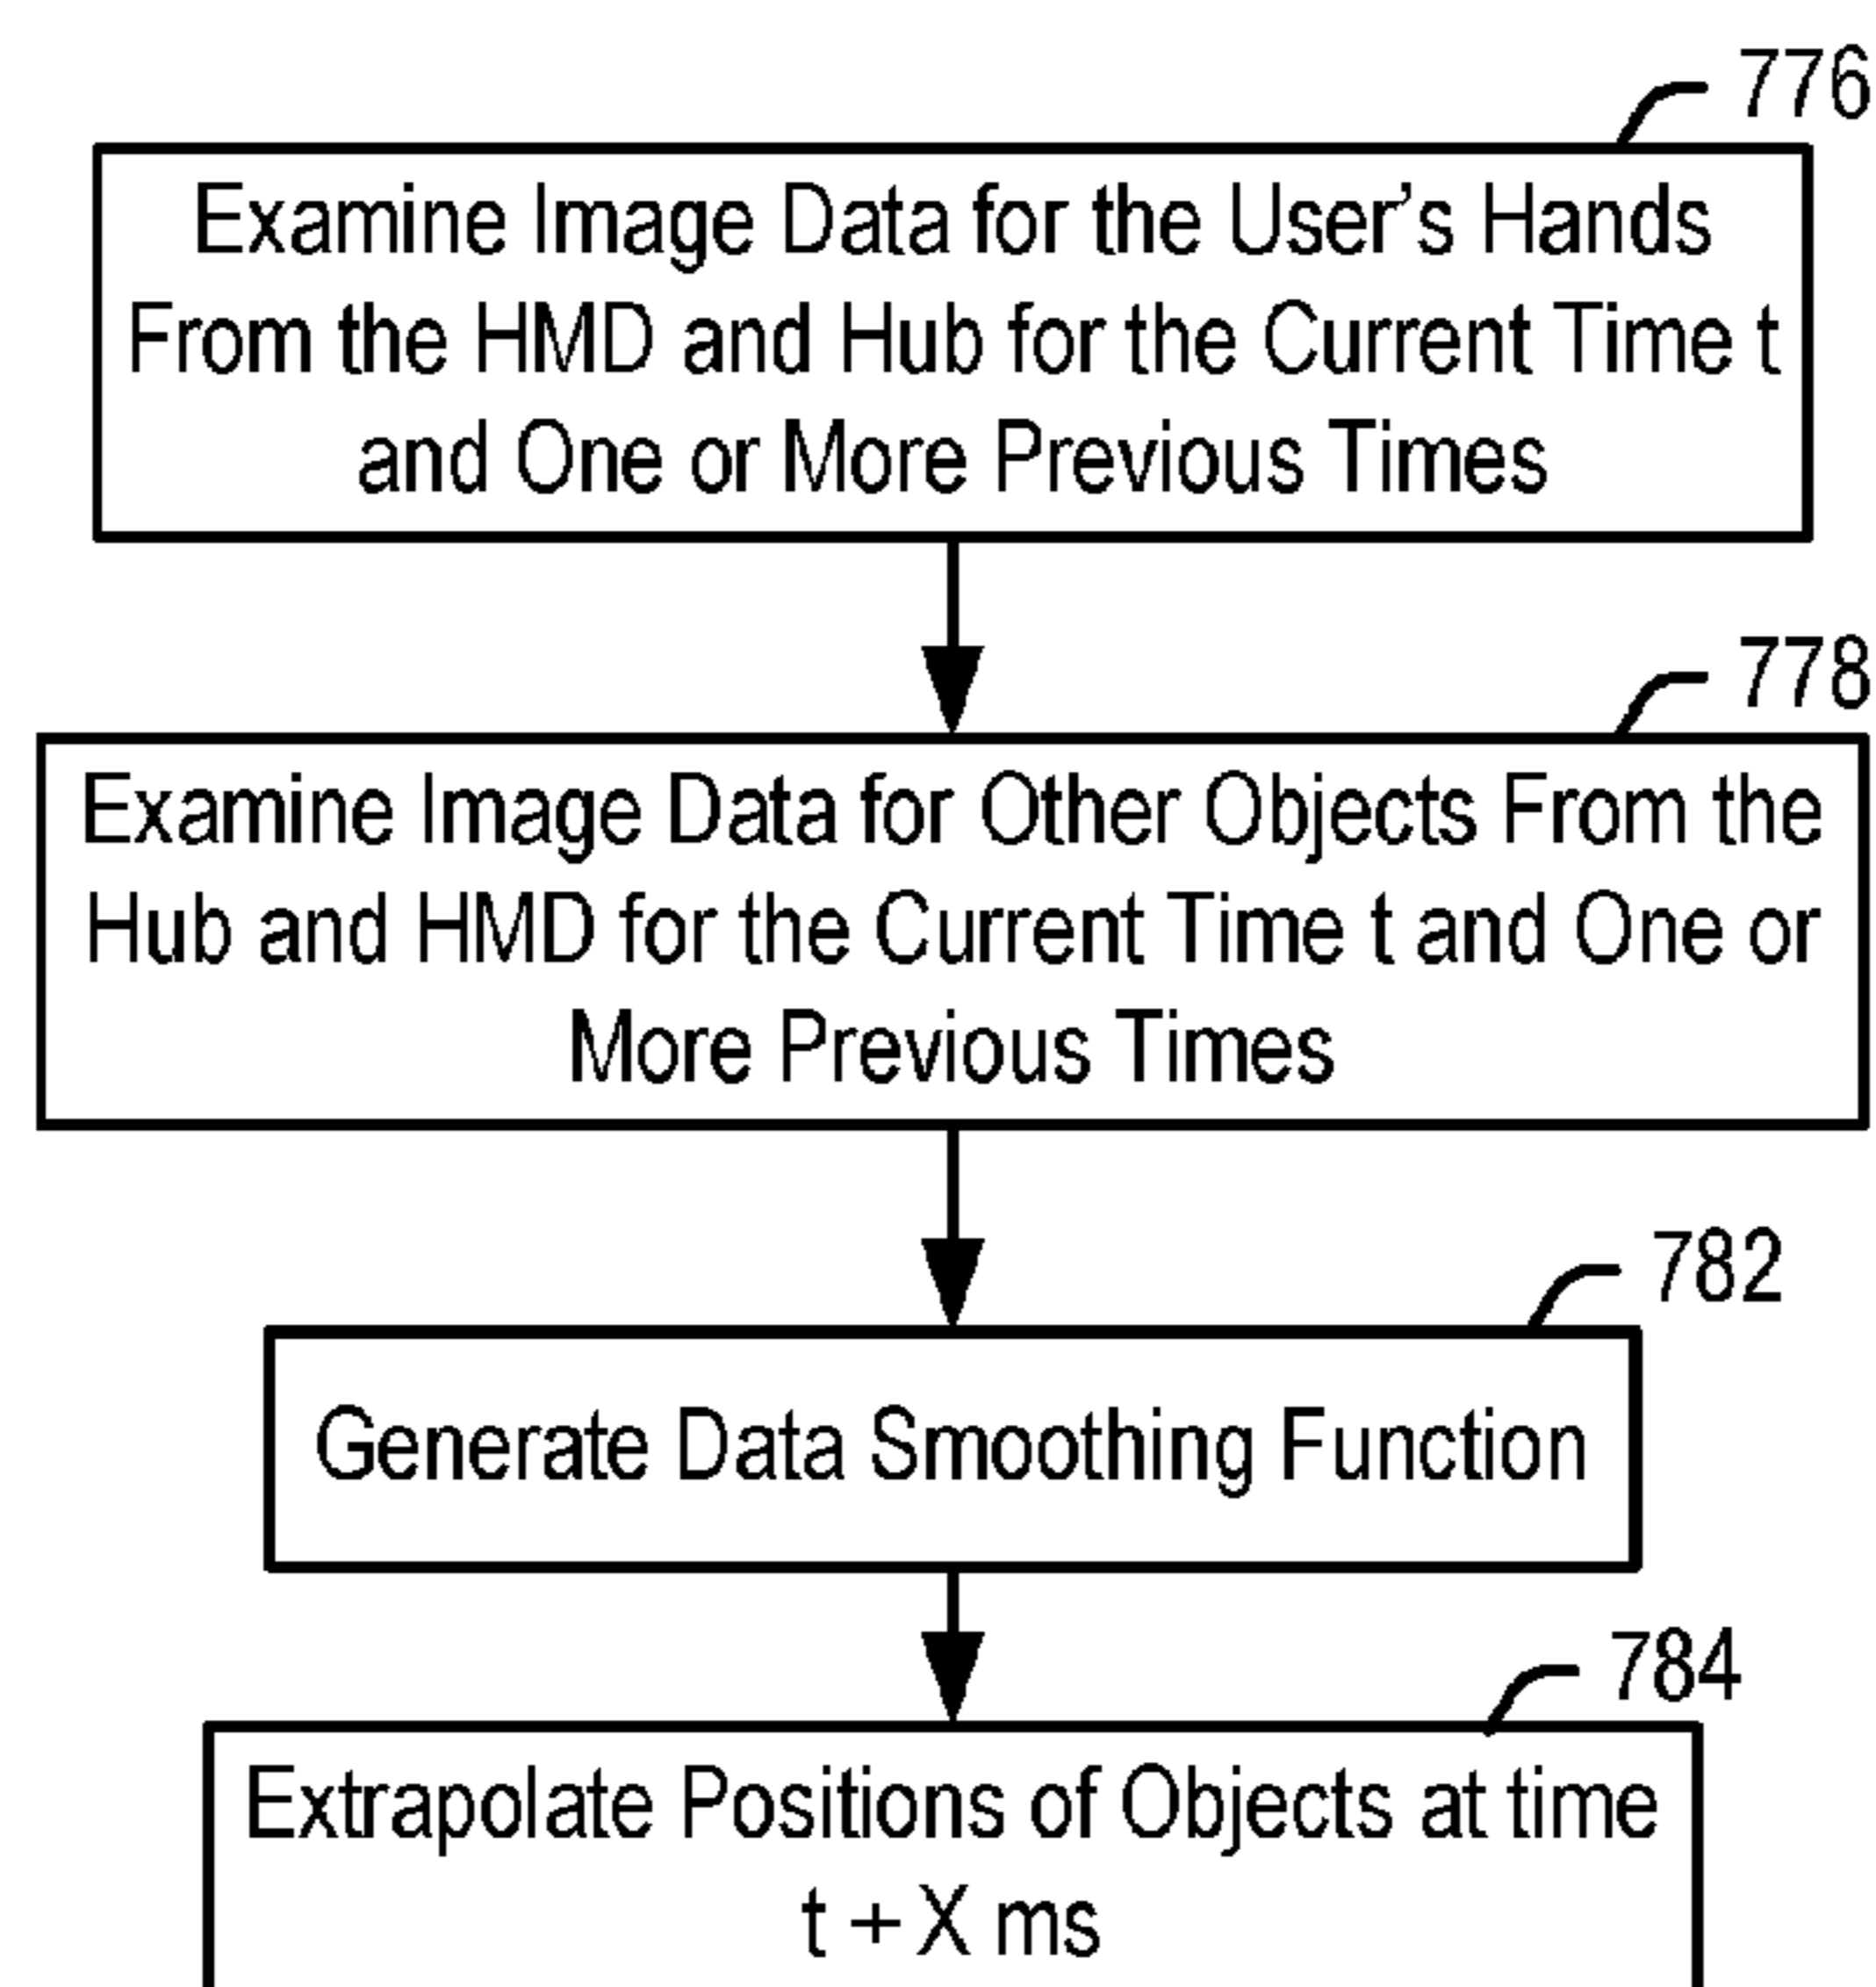 776
Examine Image Data for the User's Hands
From the HMD and Hub for the Current Time t
and One or More Previous Times
778
Examine Image Data for Other Objects From the
Hub and HMD for the Current Time t and One or
More Previous Times
782
Generate Data Smoothing Function
784
Extrapolate Positions of Objects at time
t + X ms